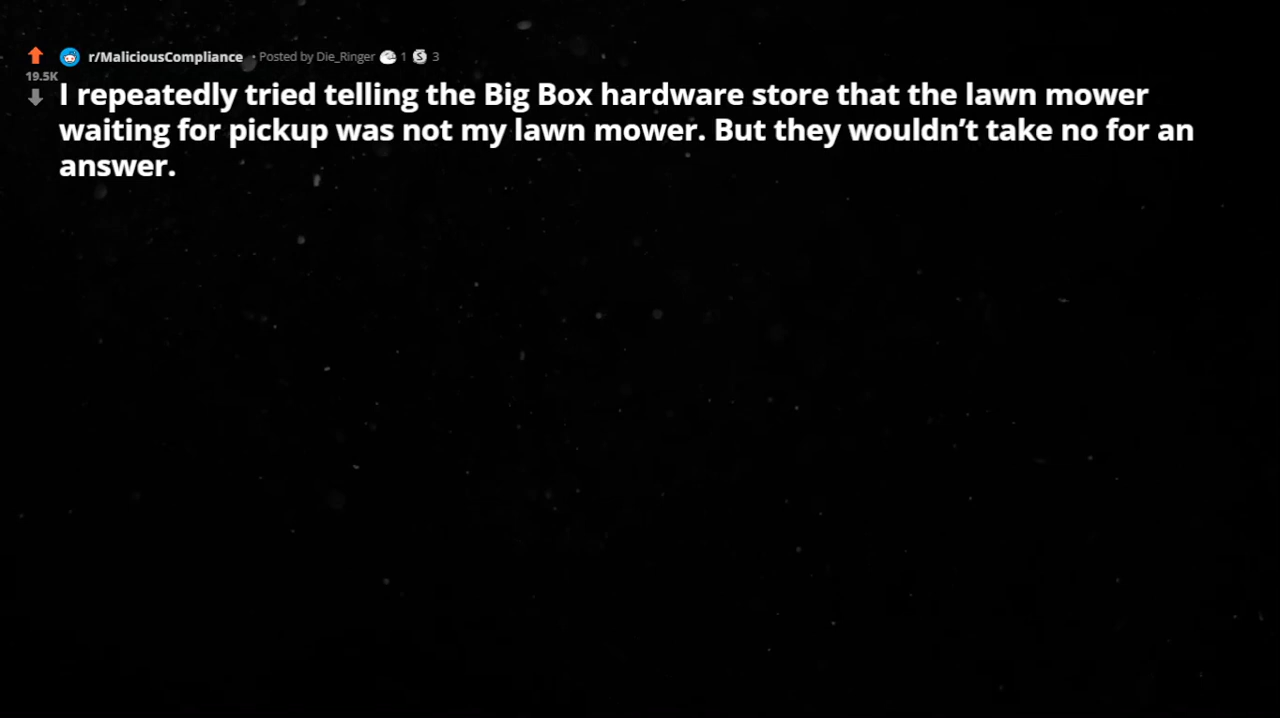 r/MaliciousCompliance • Posted by Die_Ringer 1 3
19.5K
I repeatedly tried telling the Big Box hardware store that the lawn mower
waiting for pickup was not my lawn mower. But they wouldn’t take no for an
answer.